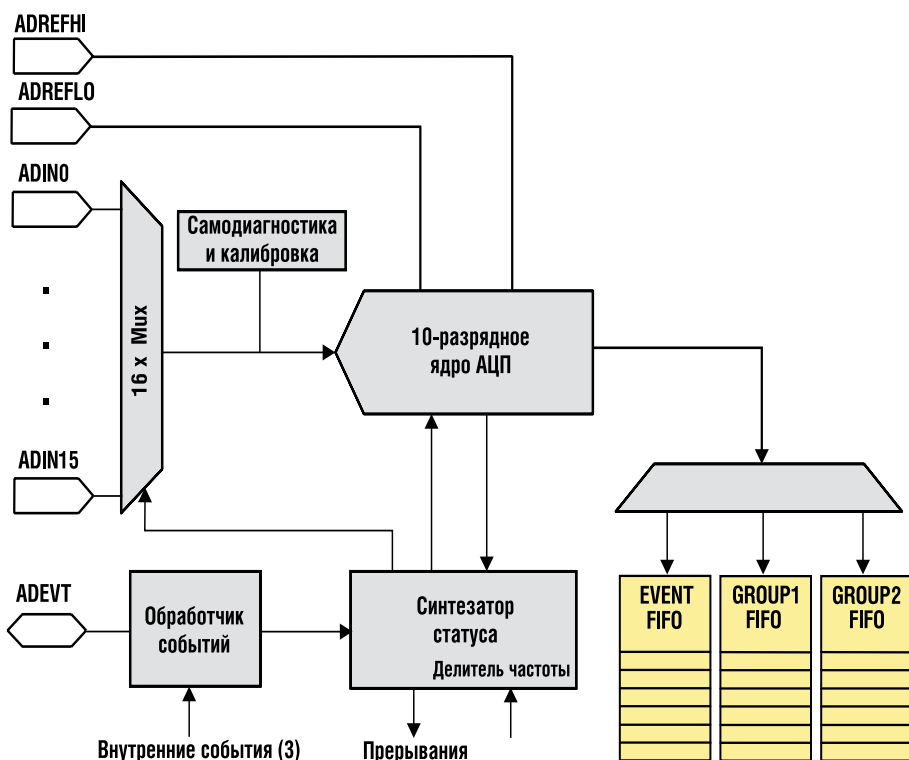 ADREFHI
ADREFLO
ADIN0
Самодиагностика
и калибровка
16 x Mux
10-разрядное
ядро АЦП
ADIN15
ADEVT
Обработчик
событий
Синтезатор
статуса
Делитель частоты
EVENT
FIFO
GROUP1
FIFO
GROUP2
FIFO
Внутренние события (3)
Прерывания